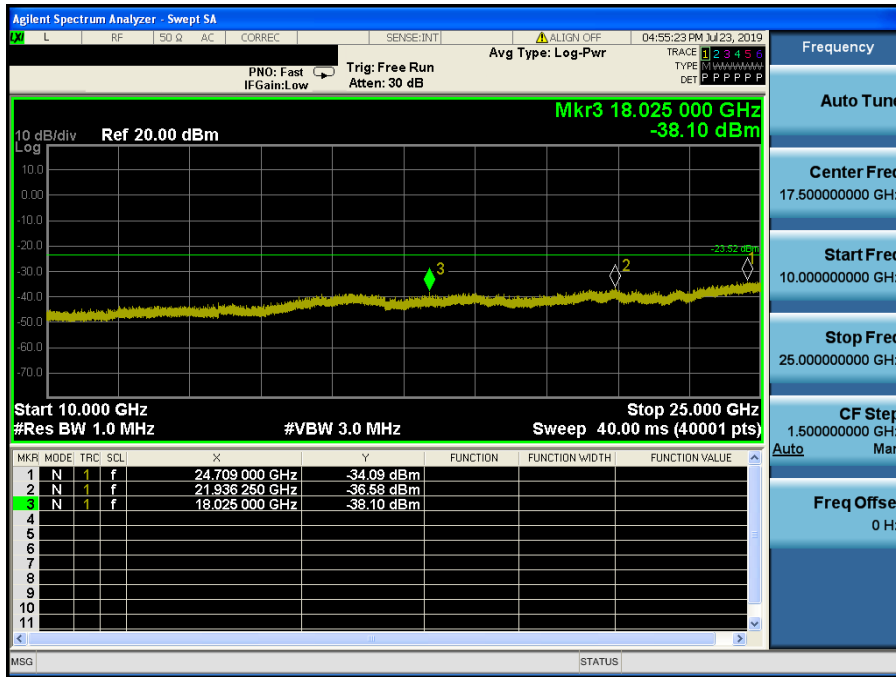 Agilent Spectrum Analyzer - Swept SA
LXI L RF 50 Ω AC CORREC SENSE:INT ALIGN OFF 04:55:23 PM Jul 23, 2019
Avg Type: Log-Pwr TRACE 1 2 3 4 5 6
PNO: Fast Trig: Free Run TYPE M W W W W W
IFGain:Low Atten: 30 dB DET P P P P P P
Mkr3 18.025 000 GHz
-38.10 dBm
10 dB/div Ref 20.00 dBm
Log
10.0
0.00
-10.0
-20.0
-23.52 dBm
-30.0
3
2
1
-40.0
-50.0
-60.0
-70.0
Start 10.000 GHz Stop 25.000 GHz
#Res BW 1.0 MHz #VBW 3.0 MHz Sweep 40.00 ms (40001 pts)
MKR MODE TRC SCL X Y FUNCTION FUNCTION WIDTH FUNCTION VALUE
1 N 1 f 24.709 000 GHz -34.09 dBm
2 N 1 f 21.936 250 GHz -36.58 dBm
3 N 1 f 18.025 000 GHz -38.10 dBm
4
5
6
7
8
9
10
11
MSG STATUS
Frequency
Auto Tune
Center Freq
17.500000000 GHz
Start Freq
10.000000000 GHz
Stop Freq
25.000000000 GHz
CF Step
1.500000000 GHz
Auto Man
Freq Offset
0 Hz